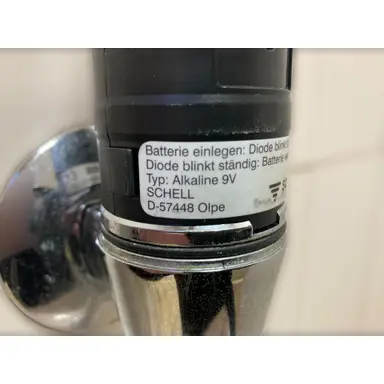 Batterie einlegen: Diode blinkt
Diode blinkt ständig: Batterie
Typ: Alkaline 9V
SCHELL
D-57448 Olpe